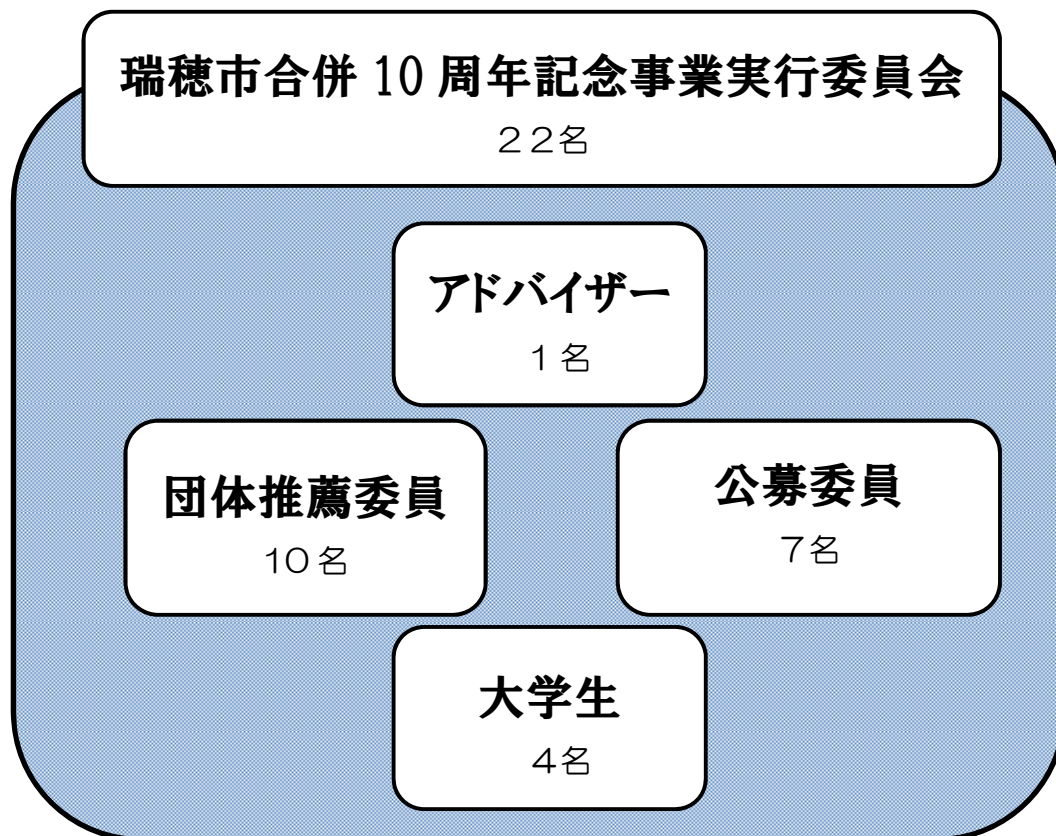 瑞穂市合併 10 周年記念事業実行委員会
２２名
アドバイザー
１名
団体推薦委員
10 名
公募委員
７名
大学生
４名